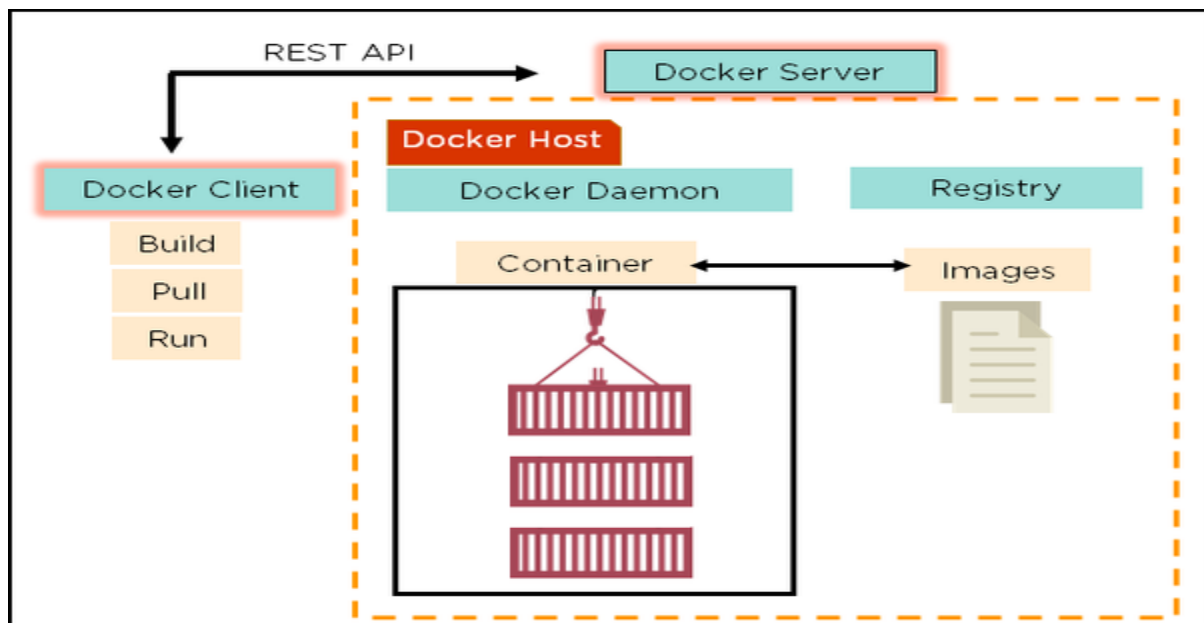 REST API
Docker Server
Docker Host
Docker Client
Docker Daemon
Registry
Build
Pull
Run
Container
Images